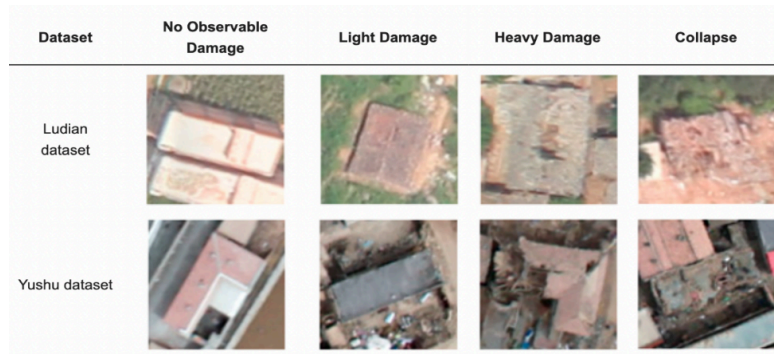 Dataset
No Observable
Damage
Light Damage
Heavy Damage
Collapse
Ludian
dataset
Yushu dataset